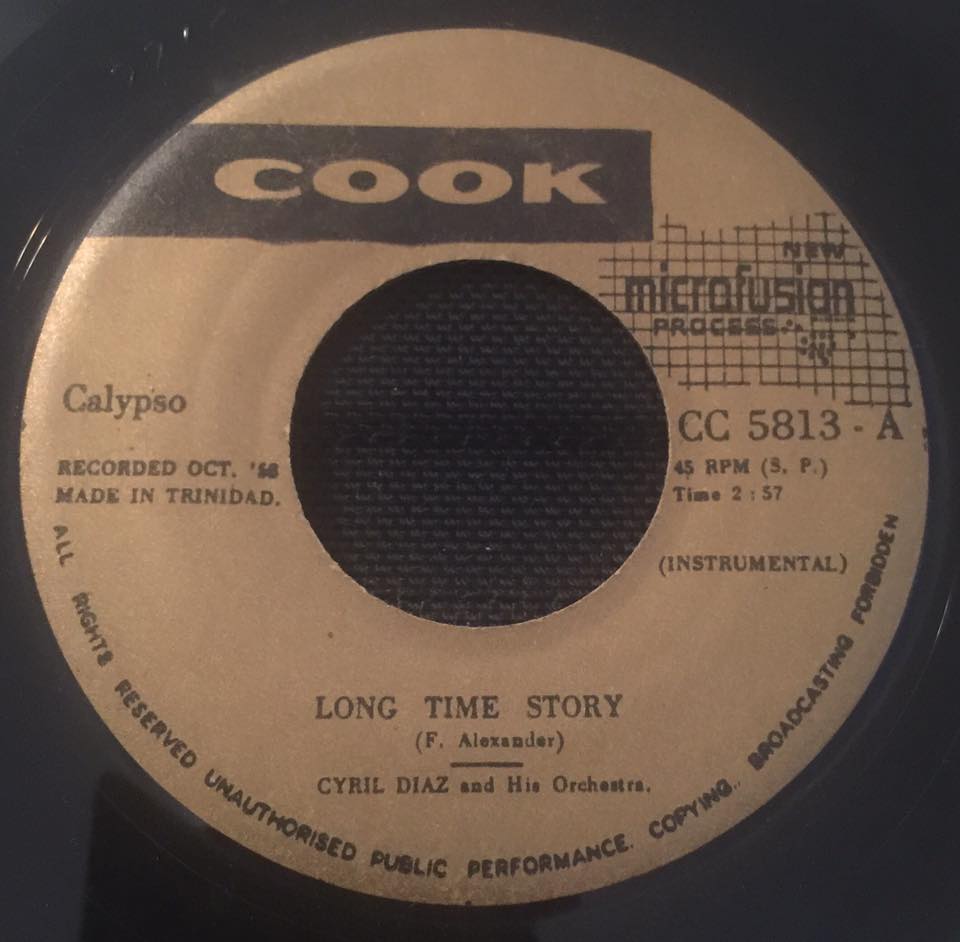 COOK
NEW
microfusion
PROCESS
Calypso
CC 5813 - A
RECORDED OCT. '58
MADE IN TRINIDAD.
45 RPM (S. P.)
Time 2 : 57
(INSTRUMENTAL)
LONG TIME STORY
(F. Alexander)
CYRIL DIAZ and His Orchestra.
ALL RIGHTS RESERVED UNAUTHORISED PUBLIC PERFORMANCE. COPYING.. BROADCASTING FORBIDDEN